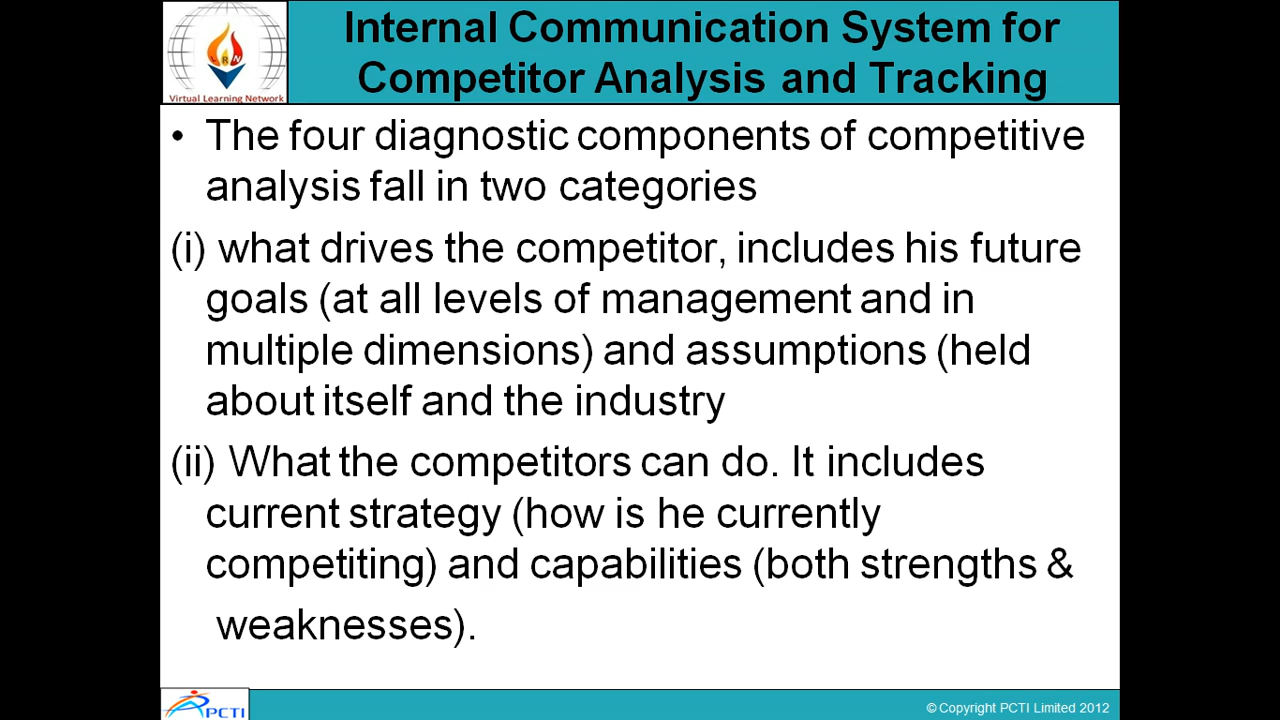 Internal Communication System for
Competitor Analysis and Tracking
Virtual Learning Network
• The four diagnostic components of competitive
analysis fall in two categories
(i) what drives the competitor, includes his future
goals (at all levels of management and in
multiple dimensions) and assumptions (held
about itself and the industry
(ii) What the competitors can do. It includes
current strategy (how is he currently
competiting) and capabilities (both strengths &
weaknesses).
PCTI
© Copyright PCTI Limited 2012